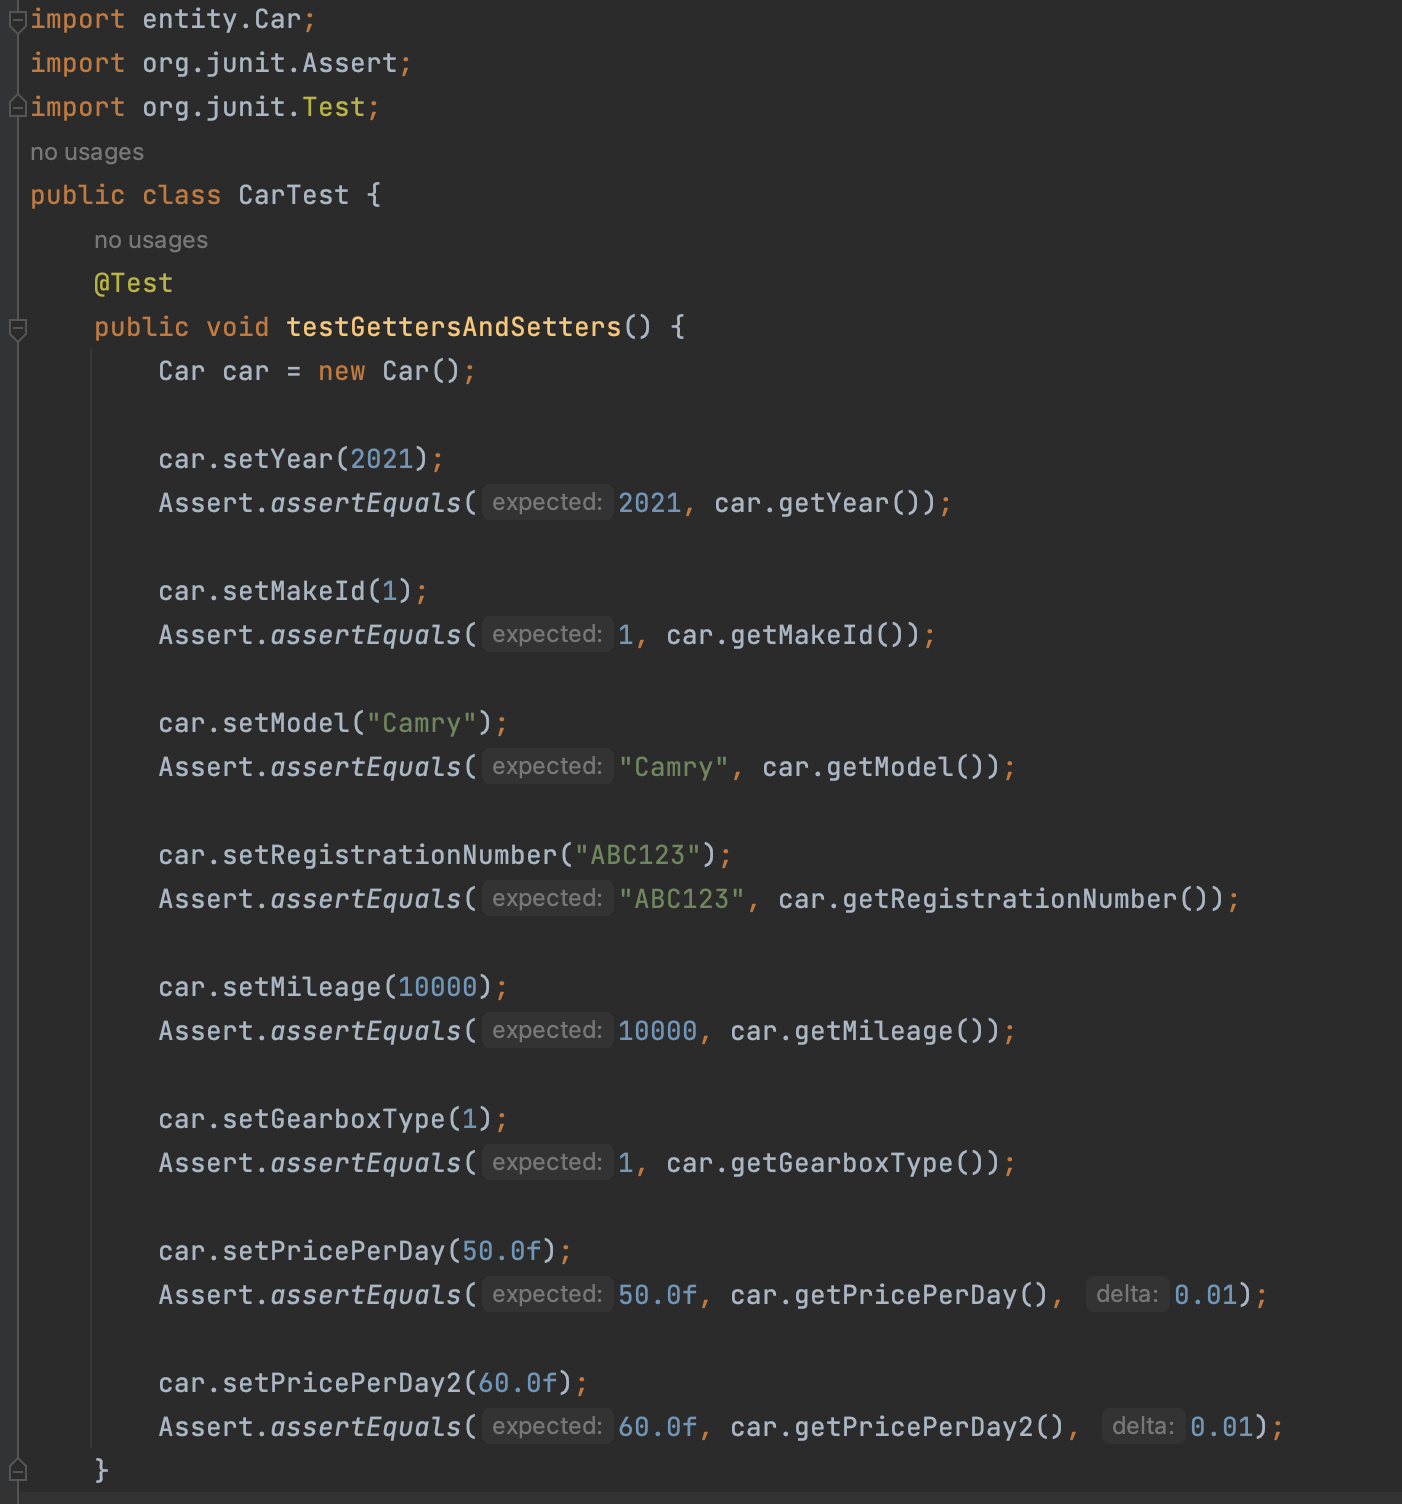 import entity.Car;
import org.junit.Assert;
import org.junit.Test;
no usages
public class CarTest {
no usages
@Test
public void testGettersAndSetters() {
Car car = new Car();
car.setYear(2021);
Assert.assertEquals( expected: 2021, car.getYear());
car.setMakeId(1);
Assert.assertEquals( expected: 1, car.getMakeId());
car.setModel("Camry");
Assert.assertEquals( expected: "Camry", car.getModel());
car.setRegistrationNumber("ABC123");
Assert.assertEquals( expected: "ABC123", car.getRegistrationNumber());
car.setMileage(10000);
Assert.assertEquals( expected: 10000, car.getMileage());
car.setGearboxType(1);
Assert.assertEquals( expected: 1, car.getGearboxType());
car.setPricePerDay(50.0f);
Assert.assertEquals( expected: 50.0f, car.getPricePerDay(), delta: 0.01);
car.setPricePerDay2(60.0f);
Assert.assertEquals( expected: 60.0f, car.getPricePerDay2(), delta: 0.01);
}